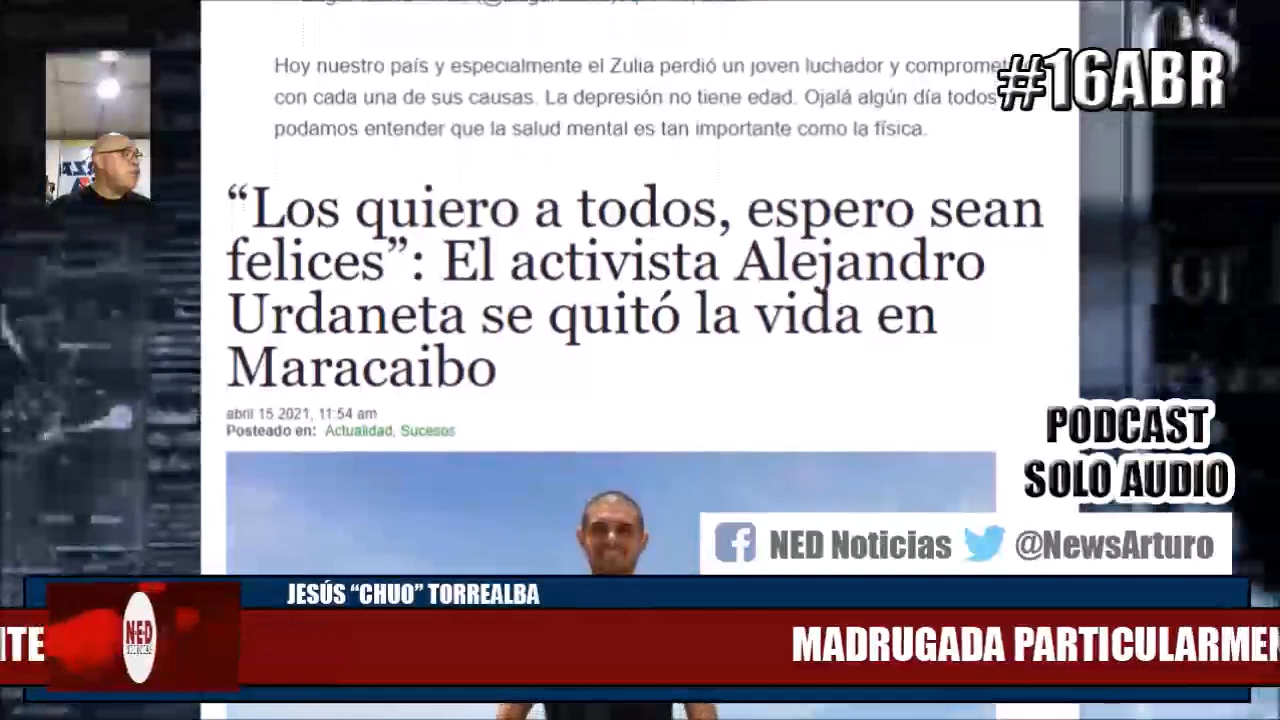 Hoy nuestro país y especialmente el Zulia perdió un joven luchador y compromet
con cada una de sus causas. La depresión no tiene edad. Ojalá algún día todos
podamos entender que la salud mental es tan importante como la física.
#16ABR
“Los quiero a todos, espero sean
felices”: El activista Alejandro
Urdaneta se quitó la vida en
Maracaibo
abril 15 2021, 11:54 am
Posteado en: Actualidad, Sucesos
PODCAST
SOLO AUDIO
NED Noticias @NewsArturo
JESÚS “CHUO” TORREALBA
NTE N·E·D MADRUGADA PARTICULARMEN